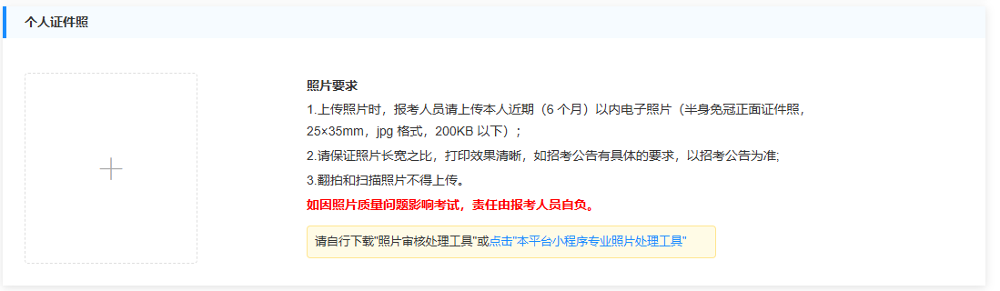 个人证件照
照片要求
1.上传照片时，报考人员请上传本人近期（6 个月）以内电子照片（半身免冠正面证件照，
25×35mm，jpg 格式，200KB 以下）；
2.请保证照片长宽之比，打印效果清晰，如招考公告有具体的要求，以招考公告为准;
3.翻拍和扫描照片不得上传。
如因照片质量问题影响考试，责任由报考人员自负。
请自行下载"照片审核处理工具"或点击"本平台小程序专业照片处理工具"